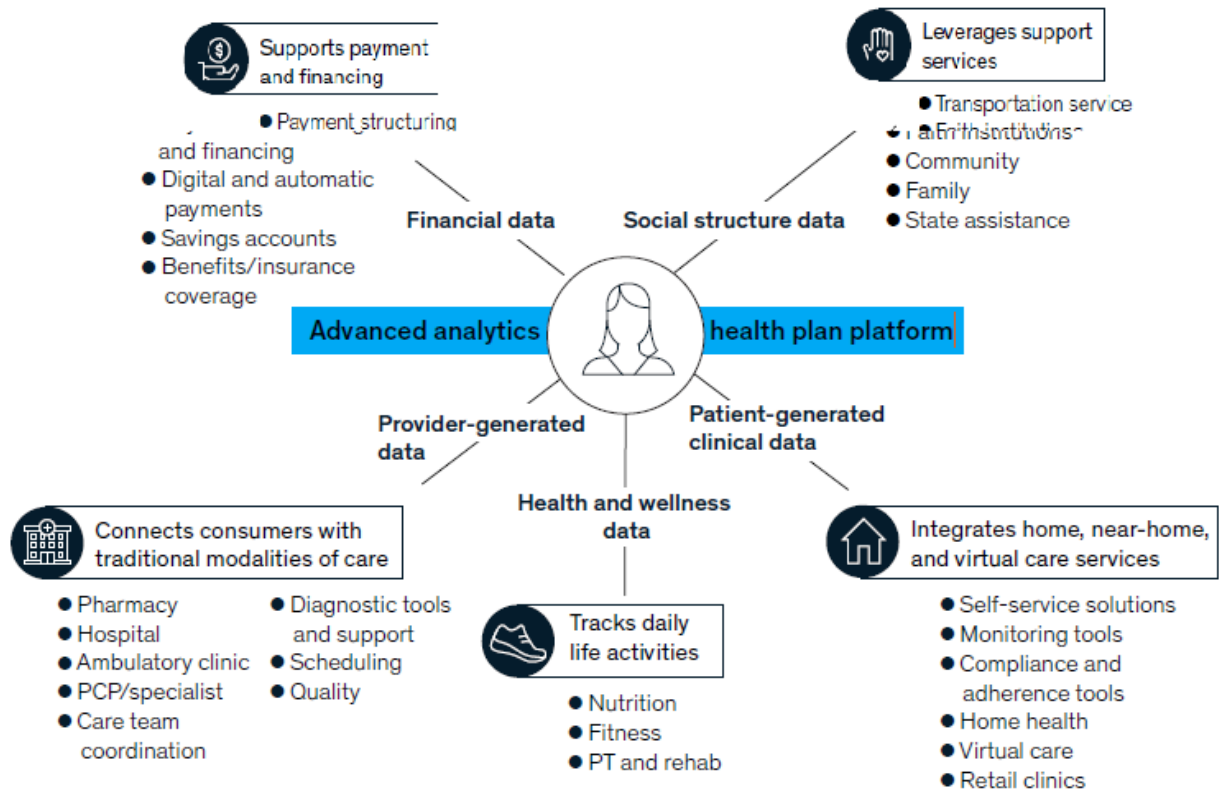 Supports payment
and financing
● Payment structuring
and financing
● Digital and automatic
payments
● Savings accounts
● Benefits/insurance
coverage
Leverages support
services
● Transportation service
● Community
● Family
● State assistance
Financial data
Social structure data
Advanced analytics
health plan platform
Provider-generated
data
Patient-generated
clinical data
Health and wellness
data
Connects consumers with
traditional modalities of care
● Pharmacy
● Hospital
● Ambulatory clinic
● PCP/specialist
● Care team
coordination
● Diagnostic tools
and support
● Scheduling
● Quality
Tracks daily
life activities
● Nutrition
● Fitness
● PT and rehab
Integrates home, near-home,
and virtual care services
● Self-service solutions
● Monitoring tools
● Compliance and
adherence tools
● Home health
● Virtual care
● Retail clinics